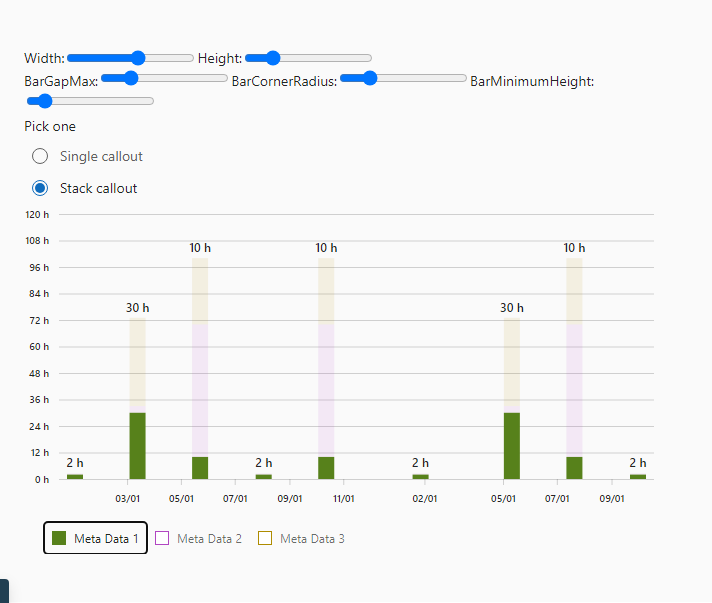 Width: Height:
BarGapMax: BarCornerRadius: BarMinimumHeight:
Pick one
Single callout
Stack callout
120 h
108 h
96 h
84 h
72 h
60 h
48 h
36 h
24 h
12 h
0 h
2 h 30 h 10 h 2 h 10 h 2 h 30 h 10 h 2 h
03/01 05/01 07/01 09/01 11/01 02/01 05/01 07/01 09/01
Meta Data 1 Meta Data 2 Meta Data 3